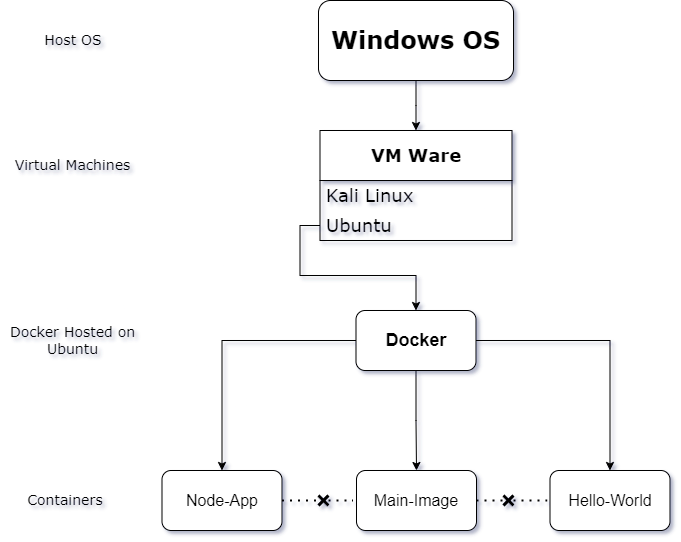 Host OS
Windows OS
Virtual Machines
VM Ware
Kali Linux
Ubuntu
Docker Hosted on
Ubuntu
Docker
Containers
Node-App
Main-Image
Hello-World